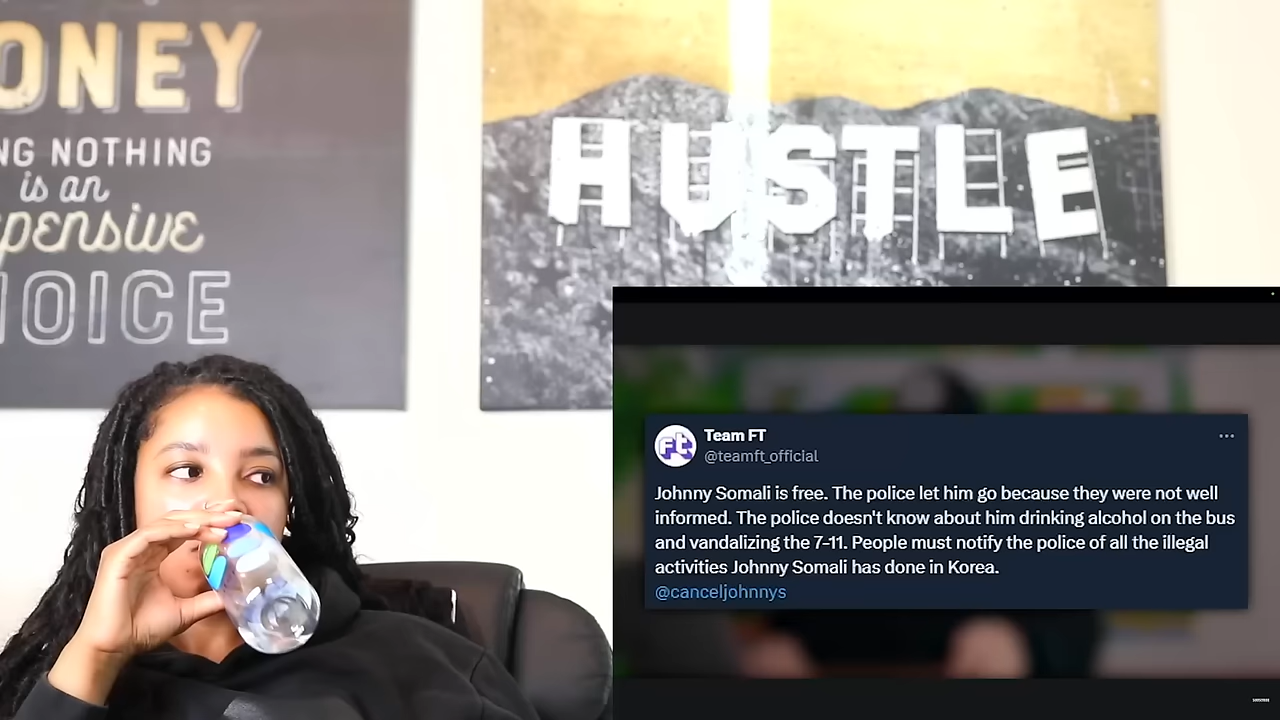 ONEY
NG NOTHING
is an
pensive
HOICE
HUSTLE
Team FT
@teamft_official
Johnny Somali is free. The police let him go because they were not well
informed. The police doesn't know about him drinking alcohol on the bus
and vandalizing the 7-11. People must notify the police of all the illegal
activities Johnny Somali has done in Korea.
@canceljohnnys